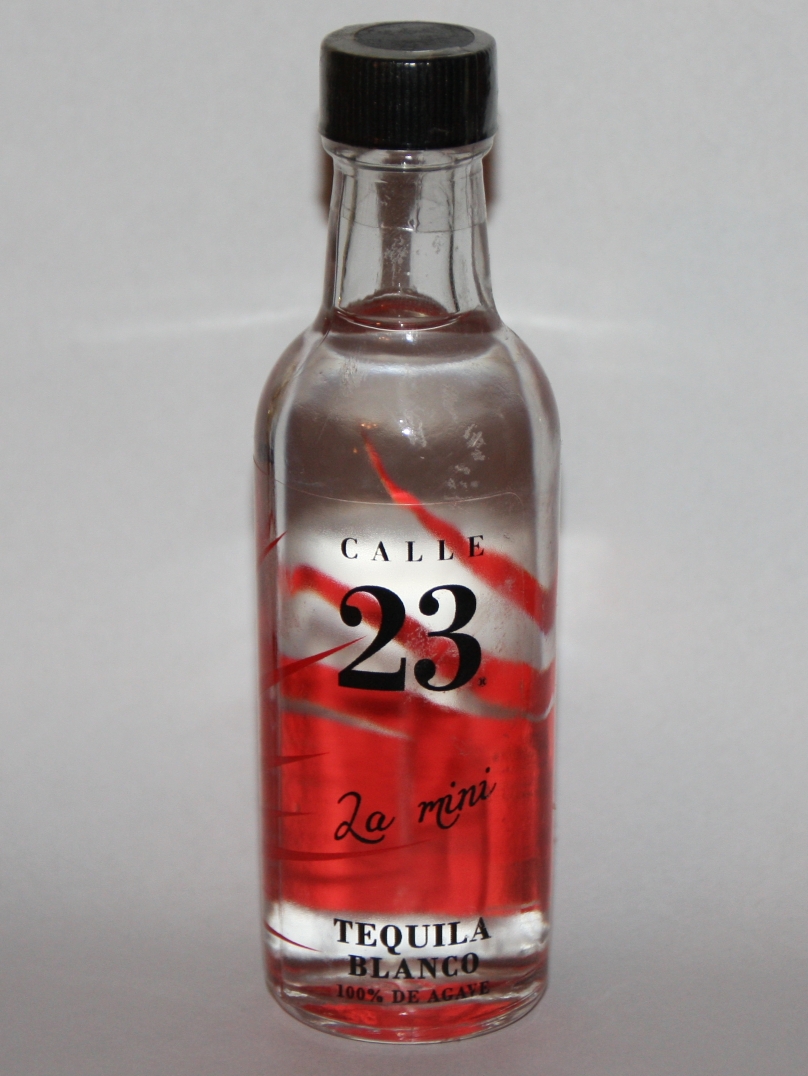 CALLE
23
La mini
TEQUILA
BLANCO
100% DE AGAVE